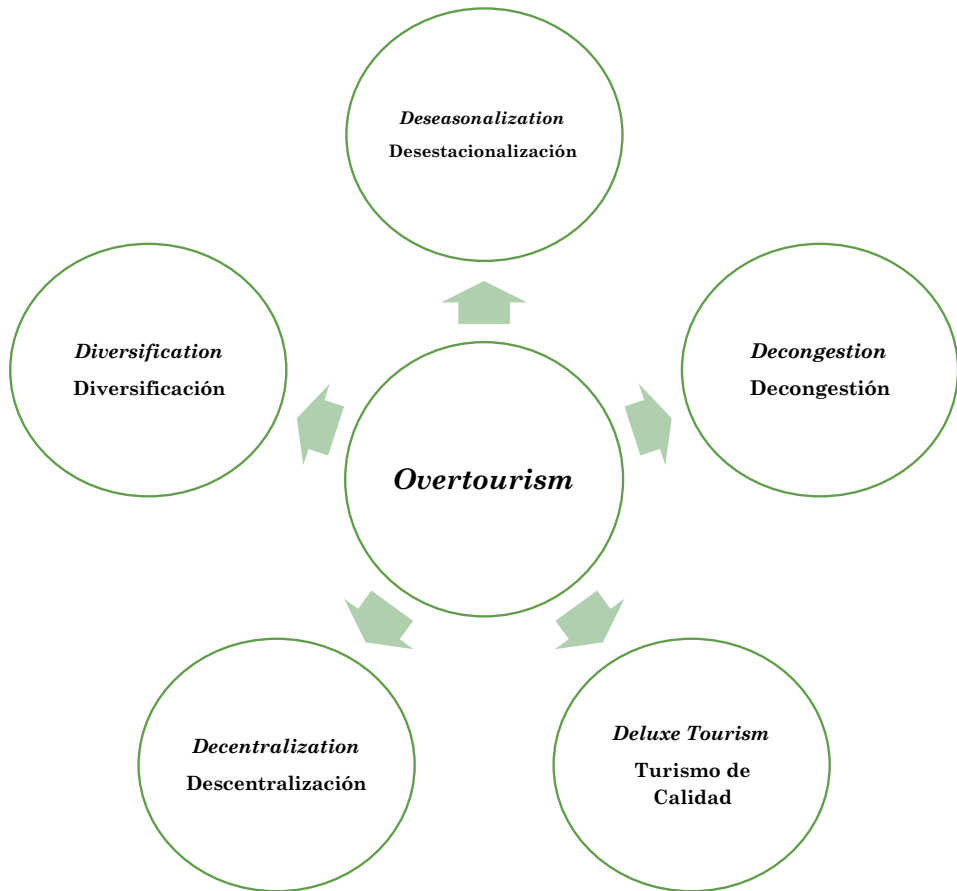 Deseasonalization
Desestacionalización
Diversification
Diversificación
Decongestion
Decongestión
Overtourism
Decentralization
Descentralización
Deluxe Tourism
Turismo de
Calidad